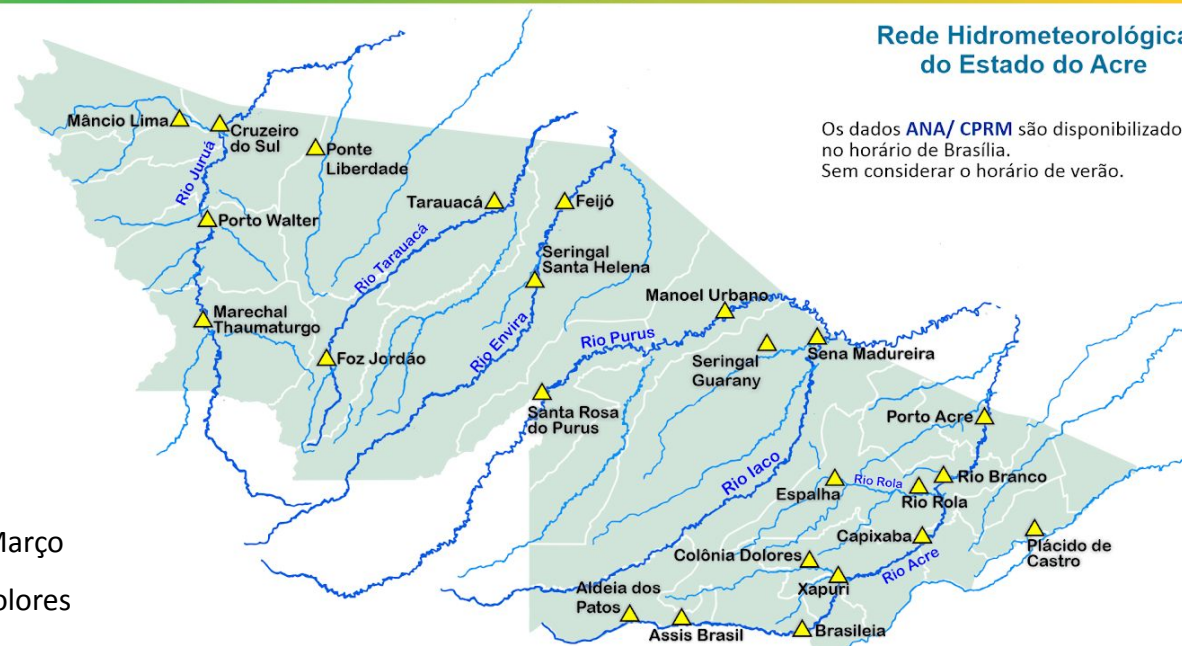 Rede Hidrometeorológica
do Estado do Acre
Os dados ANA/ CPRM são disponibilizado
no horário de Brasília.
Sem considerar o horário de verão.
Mâncio Lima
Cruzeiro
do Sul
Ponte
Liberdade
Rio Juruá
Porto Walter
Tarauacá
Feijó
Rio Tarauacá
Seringal
Santa Helena
Marechal
Thaumaturgo
Foz Jordão
Rio Envira
Manoel Urbano
Rio Purus
Seringal
Guarany
Sena Madureira
Santa Rosa
do Purus
Porto Acre
Rio Iaco
Espalha
Rio Rola
Rio Rola
Rio Branco
Capixaba
Plácido de
Castro
Colônia Dolores
Rio Acre
Xapuri
Aldeia dos
Patos
Assis Brasil
Brasileia
Março
olores